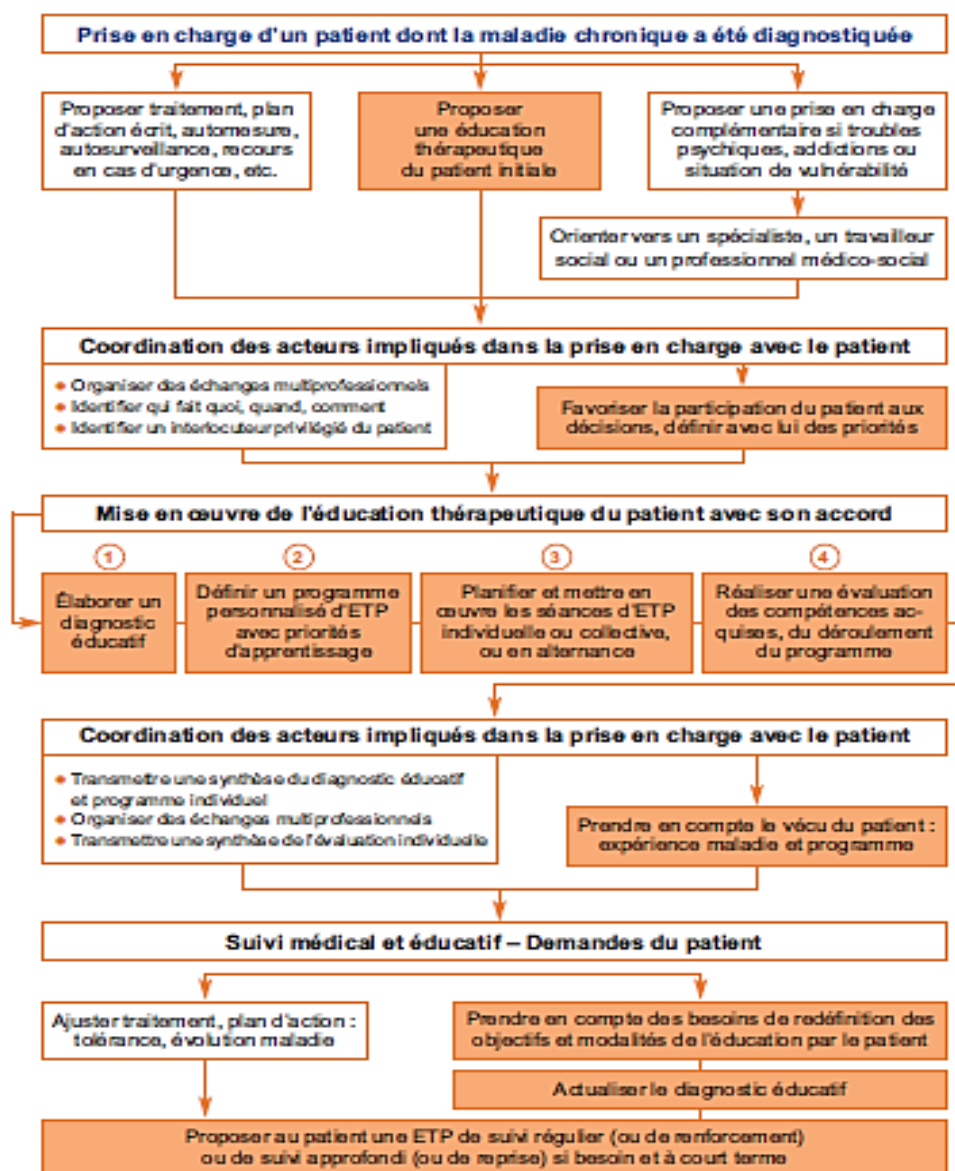 Prise en charge d'un patient dont la maladie chronique a été diagnostiquée
Proposer traitement, plan
d'action écrit, automesure,
autosurveillance, recours
en cas d'urgence, etc.
Proposer
une éducation
thérapeutique
du patient initiale
Proposer une prise en charge
complémentaire si troubles
psychiques, addictions ou
situation de vulnérabilité
Orienter vers un spécialiste, un travailleur
social ou un professionnel médico-social
Coordination des acteurs impliqués dans la prise en charge avec le patient
• Organiser des échanges multiprofessionnels
• Identifier qui fait quoi, quand, comment
• Identifier un interlocuteur privilégié du patient
Favoriser la participation du patient aux
décisions, définir avec lui des priorités
Mise en œuvre de l'éducation thérapeutique du patient avec son accord
1
Élaborer un
diagnostic
éducatif
2
Définir un programme
personnalisé d'ETP
avec priorités
d'apprentissage
3
Planifier et mettre en
œuvre les séances d'ETP
individuelle ou collective,
ou en alternance
4
Réaliser une évaluation
des compétences ac-
quises, du déroulement
du programme
Coordination des acteurs impliqués dans la prise en charge avec le patient
• Transmettre une synthèse du diagnostic éducatif
et programme individuel
• Organiser des échanges multiprofessionnels
• Transmettre une synthèse de l'évaluation individuelle
Prendre en compte le vécu du patient :
expérience maladie et programme
Suivi médical et éducatif – Demandes du patient
Ajuster traitement, plan d'action :
tolérance, évolution maladie
Prendre en compte des besoins de redéfinition des
objectifs et modalités de l'éducation par le patient
Actualiser le diagnostic éducatif
Proposer au patient une ETP de suivi régulier (ou de renforcement)
ou de suivi approfondi (ou de reprise) si besoin et à court terme